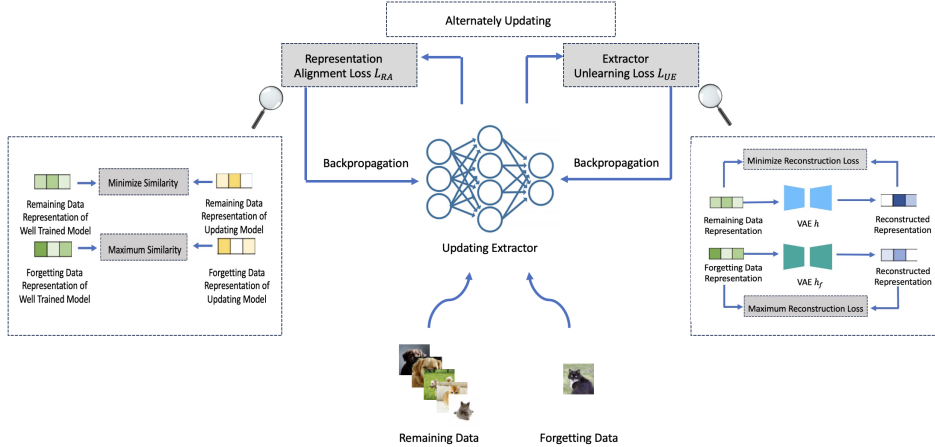 Alternately Updating
Representation
Alignment Loss L_RA
Extractor
Unlearning Loss L_UE
Backpropagation
Backpropagation
Updating Extractor
Minimize Similarity
Remaining Data
Representation of
Well Trained Model
Remaining Data
Representation of
Updating Model
Maximum Similarity
Forgetting Data
Representation of
Well Trained Model
Forgetting Data
Representation of
Updating Model
Minimize Reconstruction Loss
Remaining Data
Representation
VAE h
Reconstructed
Representation
Forgetting Data
Representation
VAE h_f
Reconstructed
Representation
Maximum Reconstruction Loss
Remaining Data
Forgetting Data